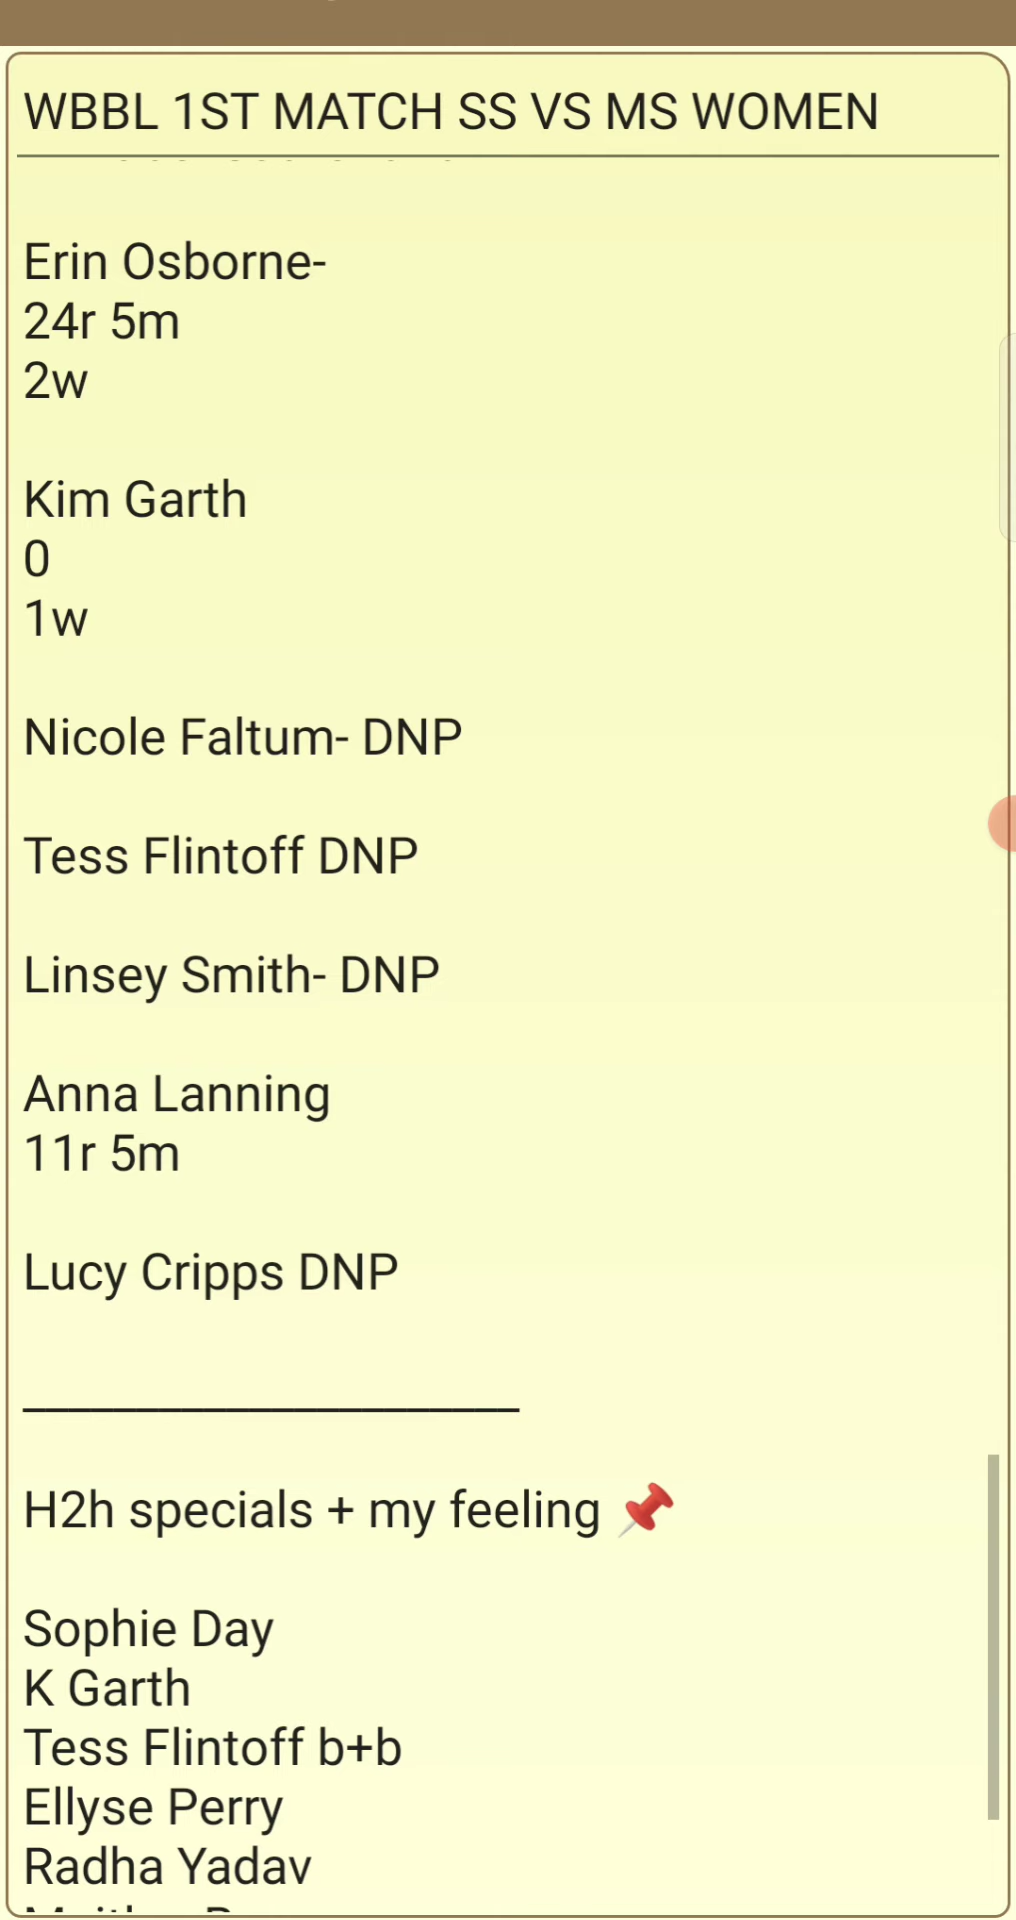 WBBL 1ST MATCH SS VS MS WOMEN
Erin Osborne-
24r 5m
2w
Kim Garth
0
1w
Nicole Faltum- DNP
Tess Flintoff DNP
Linsey Smith- DNP
Anna Lanning
11r 5m
Lucy Cripps DNP
H2h specials + my feeling 📌
Sophie Day
K Garth
Tess Flintoff b+b
Ellyse Perry
Radha Yadav